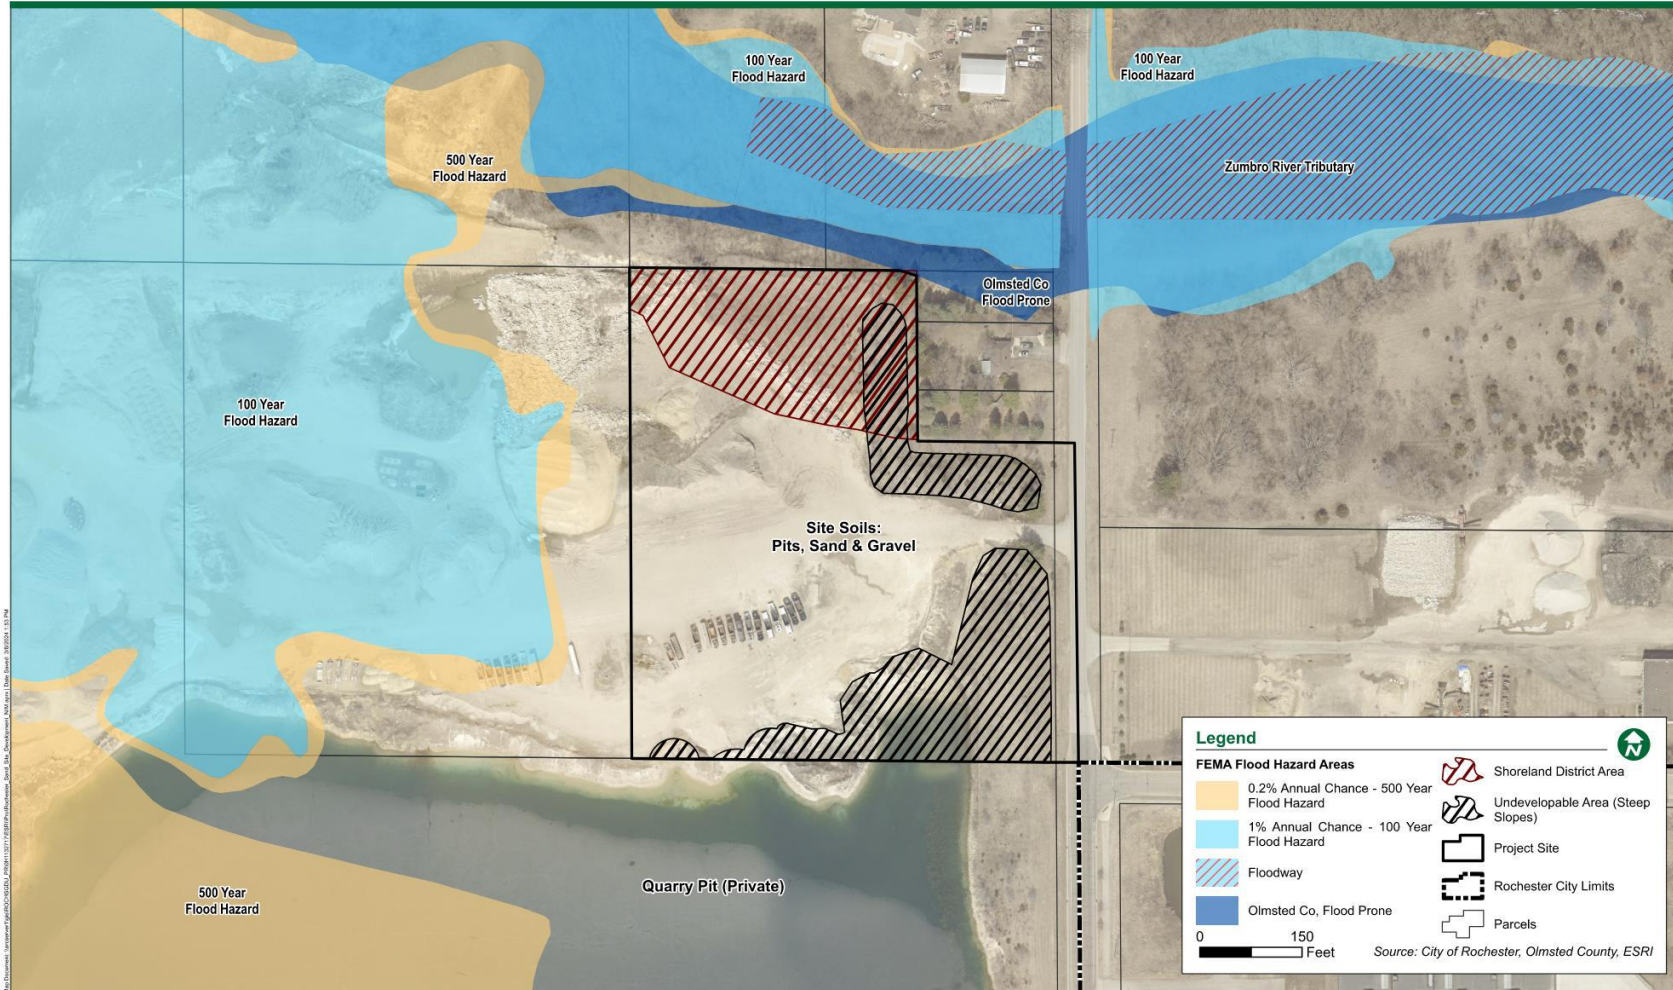 100 Year
Flood Hazard
100 Year
Flood Hazard
500 Year
Flood Hazard
Zumbro River Tributary
Olmsted Co
Flood Prone
100 Year
Flood Hazard
Site Soils:
Pits, Sand & Gravel
500 Year
Flood Hazard
Quarry Pit (Private)
Legend
N
FEMA Flood Hazard Areas
0.2% Annual Chance - 500 Year
Flood Hazard
1% Annual Chance - 100 Year
Flood Hazard
Floodway
Olmsted Co, Flood Prone
0 150
Feet
Shoreland District Area
Undevelopable Area (Steep
Slopes)
Project Site
Rochester City Limits
Parcels
Source: City of Rochester, Olmsted County, ESRI